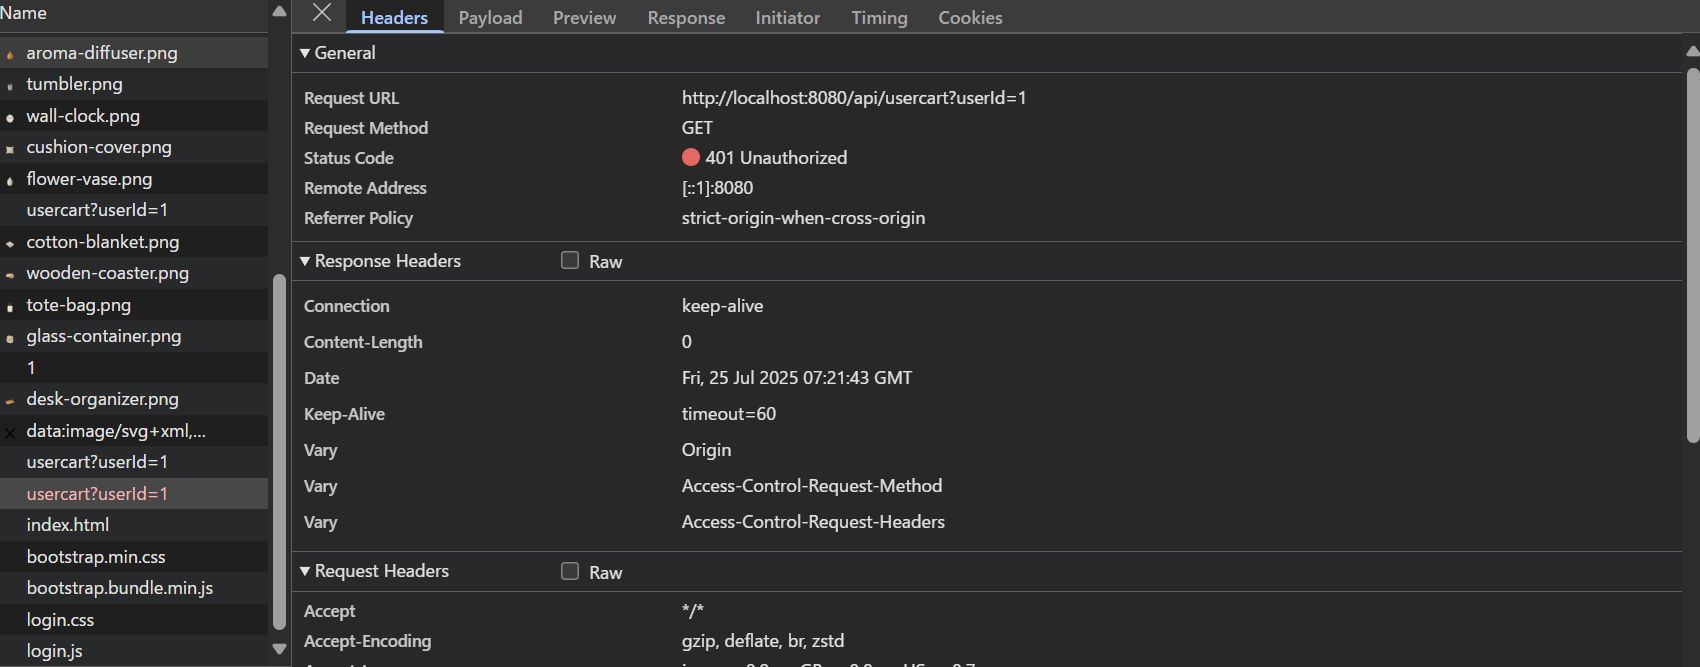 Name
aroma-diffuser.png
tumbler.png
wall-clock.png
cushion-cover.png
flower-vase.png
usercart?userId=1
cotton-blanket.png
wooden-coaster.png
tote-bag.png
glass-container.png
1
desk-organizer.png
data:image/svg+xml,...
usercart?userId=1
usercart?userId=1
index.html
bootstrap.min.css
bootstrap.bundle.min.js
login.css
login.js
Headers Payload Preview Response Initiator Timing Cookies
General
Request URL http://localhost:8080/api/usercart?userId=1
Request Method GET
Status Code 401 Unauthorized
Remote Address [::1]:8080
Referrer Policy strict-origin-when-cross-origin
Response Headers Raw
Connection keep-alive
Content-Length 0
Date Fri, 25 Jul 2025 07:21:43 GMT
Keep-Alive timeout=60
Vary Origin
Vary Access-Control-Request-Method
Vary Access-Control-Request-Headers
Request Headers Raw
Accept */*
Accept-Encoding gzip, deflate, br, zstd